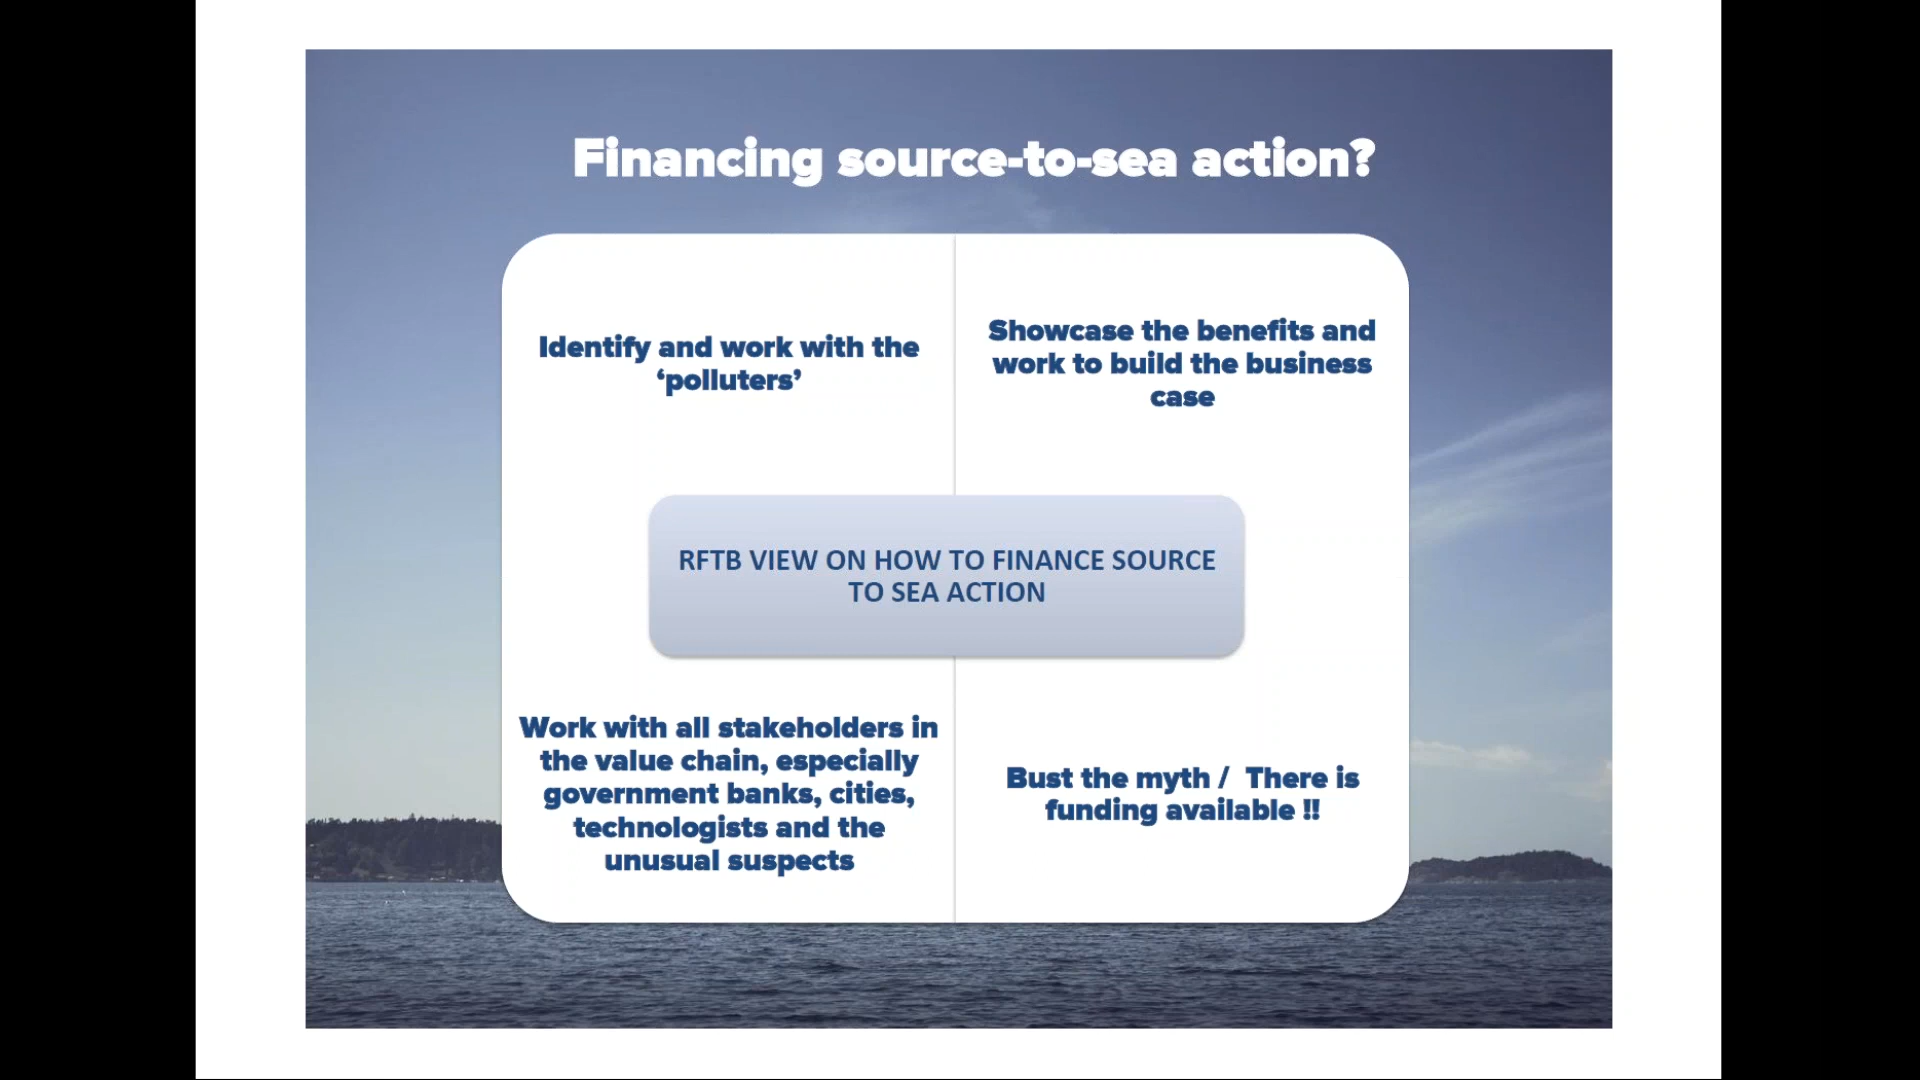 Financing source-to-sea action?
Identify and work with the
‘polluters’
Showcase the benefits and
work to build the business
case
RFTB VIEW ON HOW TO FINANCE SOURCE
TO SEA ACTION
Work with all stakeholders in
the value chain, especially
government banks, cities,
technologists and the
unusual suspects
Bust the myth /  There is
funding available !!